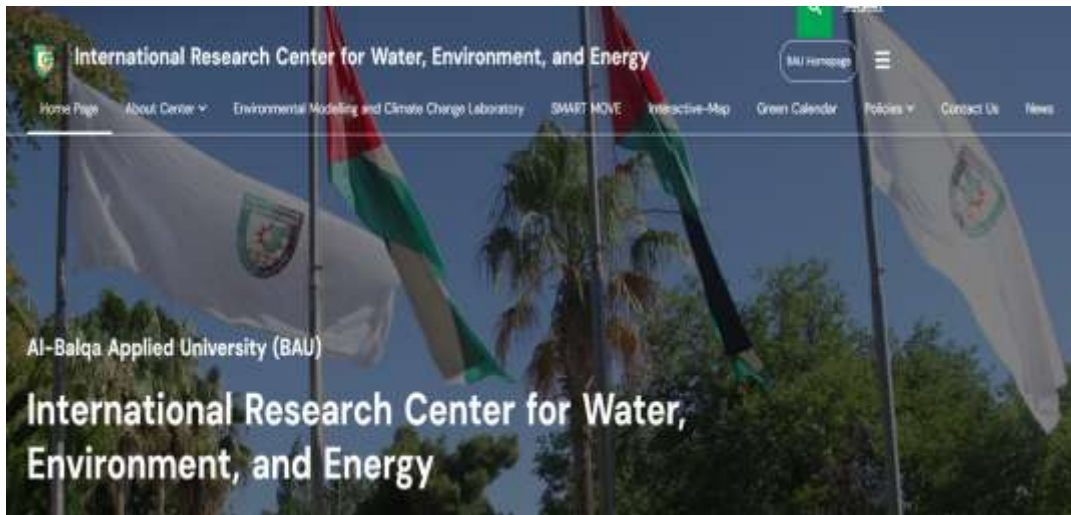 International Research Center for Water, Environment, and Energy
BAU Homepage
Home Page About Center Environmental Modelling and Climate Change Laboratory SMART MOVE Interactive-Map Green Calendar Policies Contact Us News
Al-Balqa Applied University (BAU)
International Research Center for Water,
Environment, and Energy